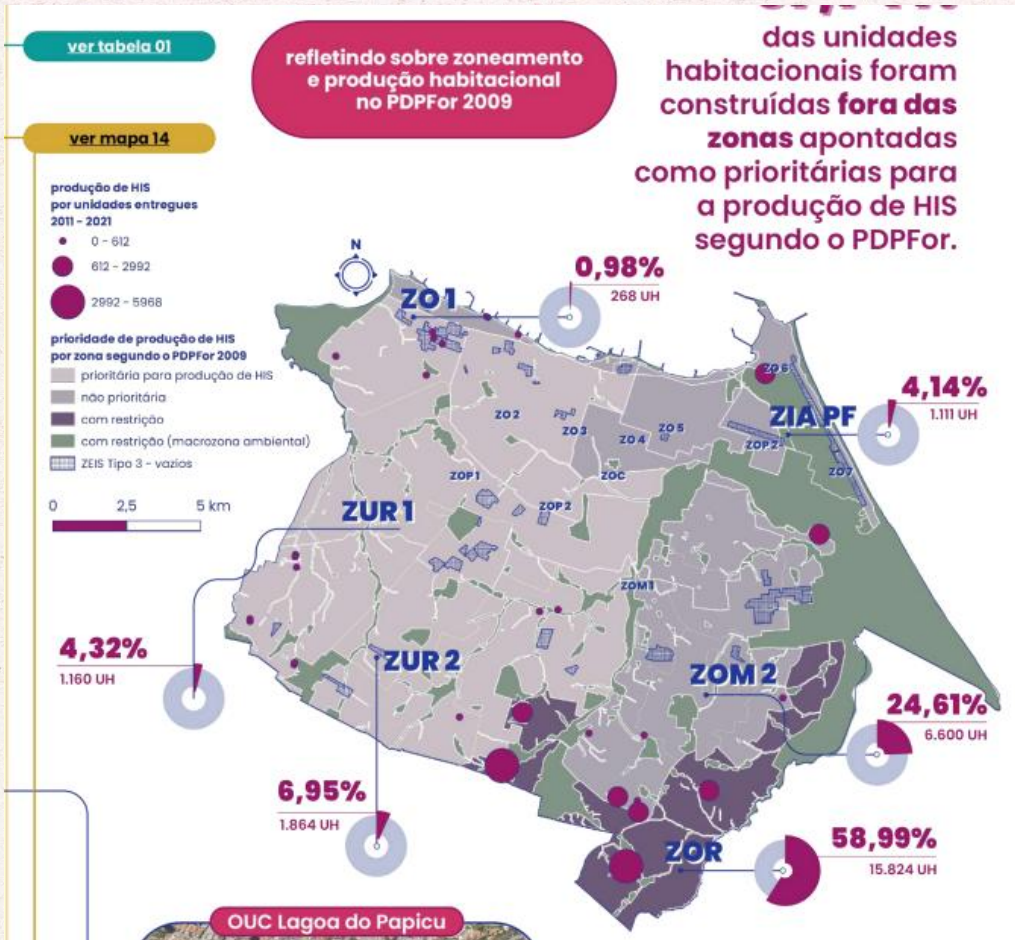 ver tabela 01
ver mapa 14
refletindo sobre zoneamento
e produção habitacional
no PDPFor 2009
das unidades
habitacionais foram
construídas fora das
zonas apontadas
como prioritárias para
a produção de HIS
segundo o PDPFor.
produção de HIS
por unidades entregues
2011 - 2021
0 - 612
612 - 2992
2992 - 5968
prioridade de produção de HIS
por zona segundo o PDPFor 2009
prioritária para produção de HIS
não prioritária
com restrição
com restrição (macrozona ambiental)
ZEIS Tipo 3 - vazios
0 2,5 5 km
N
ZO 1
0,98%
268 UH
ZO 6
ZIA PF
4,14%
1.111 UH
ZO 2
ZO 3
ZO 4
ZO 5
ZOP 2
ZO7
ZOP 1
ZOC
ZOP 2
ZUR 1
ZOM 1
4,32%
1.160 UH
ZUR 2
ZOM 2
24,61%
6.600 UH
6,95%
1.864 UH
ZOR
58,99%
15.824 UH
OUC Lagoa do Papicu